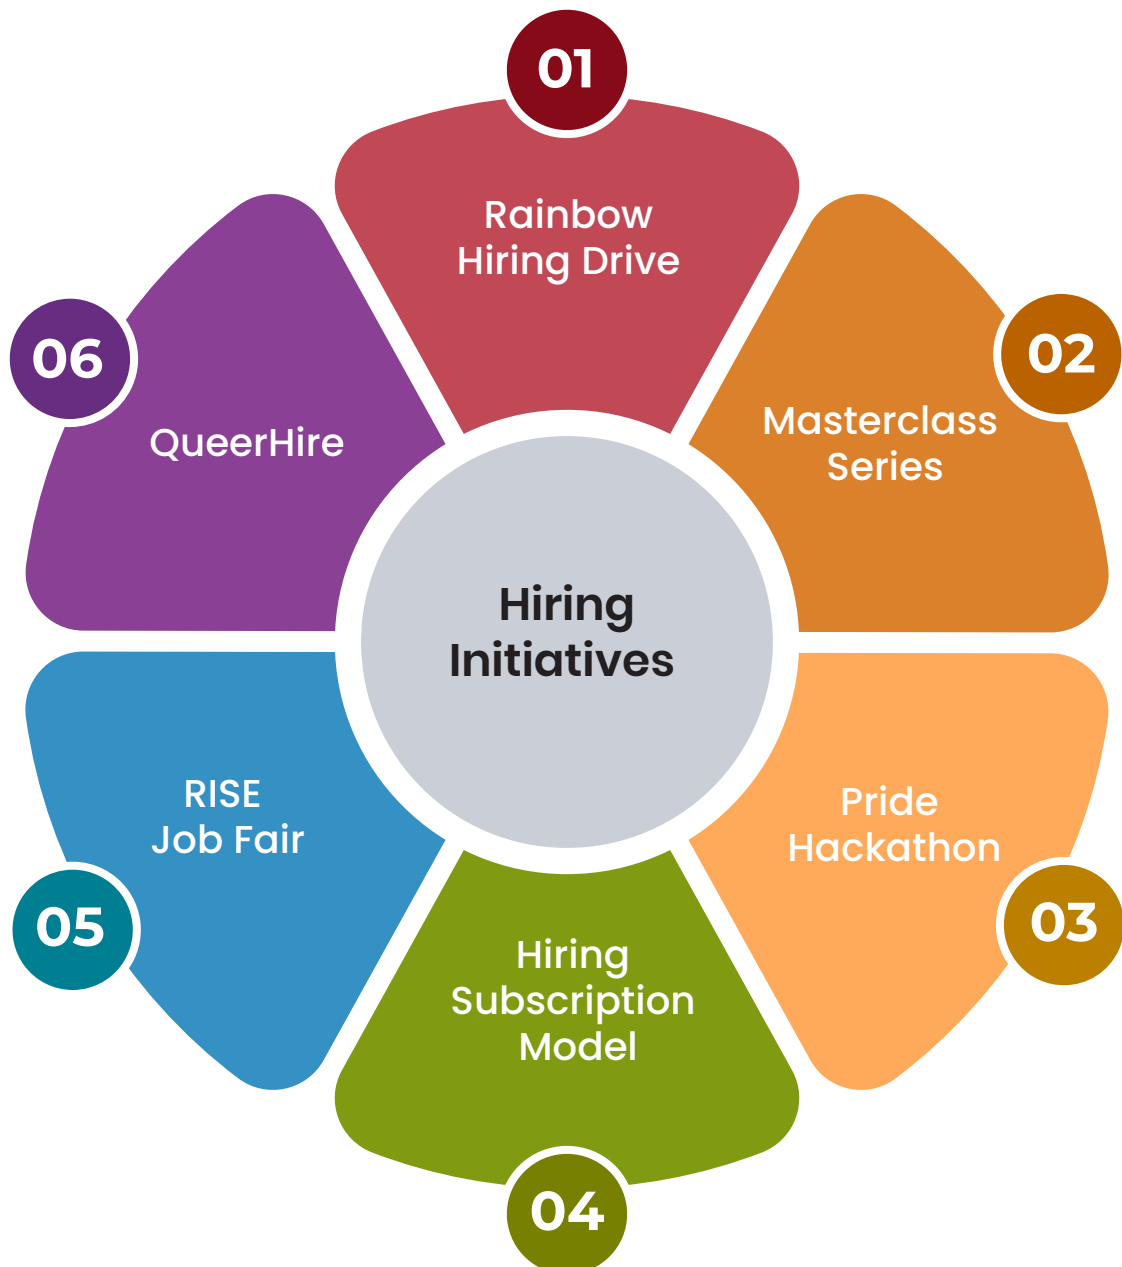 01
Rainbow
Hiring Drive
02
Masterclass
Series
03
Pride
Hackathon
04
Hiring
Subscription
Model
05
RISE
Job Fair
06
QueerHire
Hiring
Initiatives